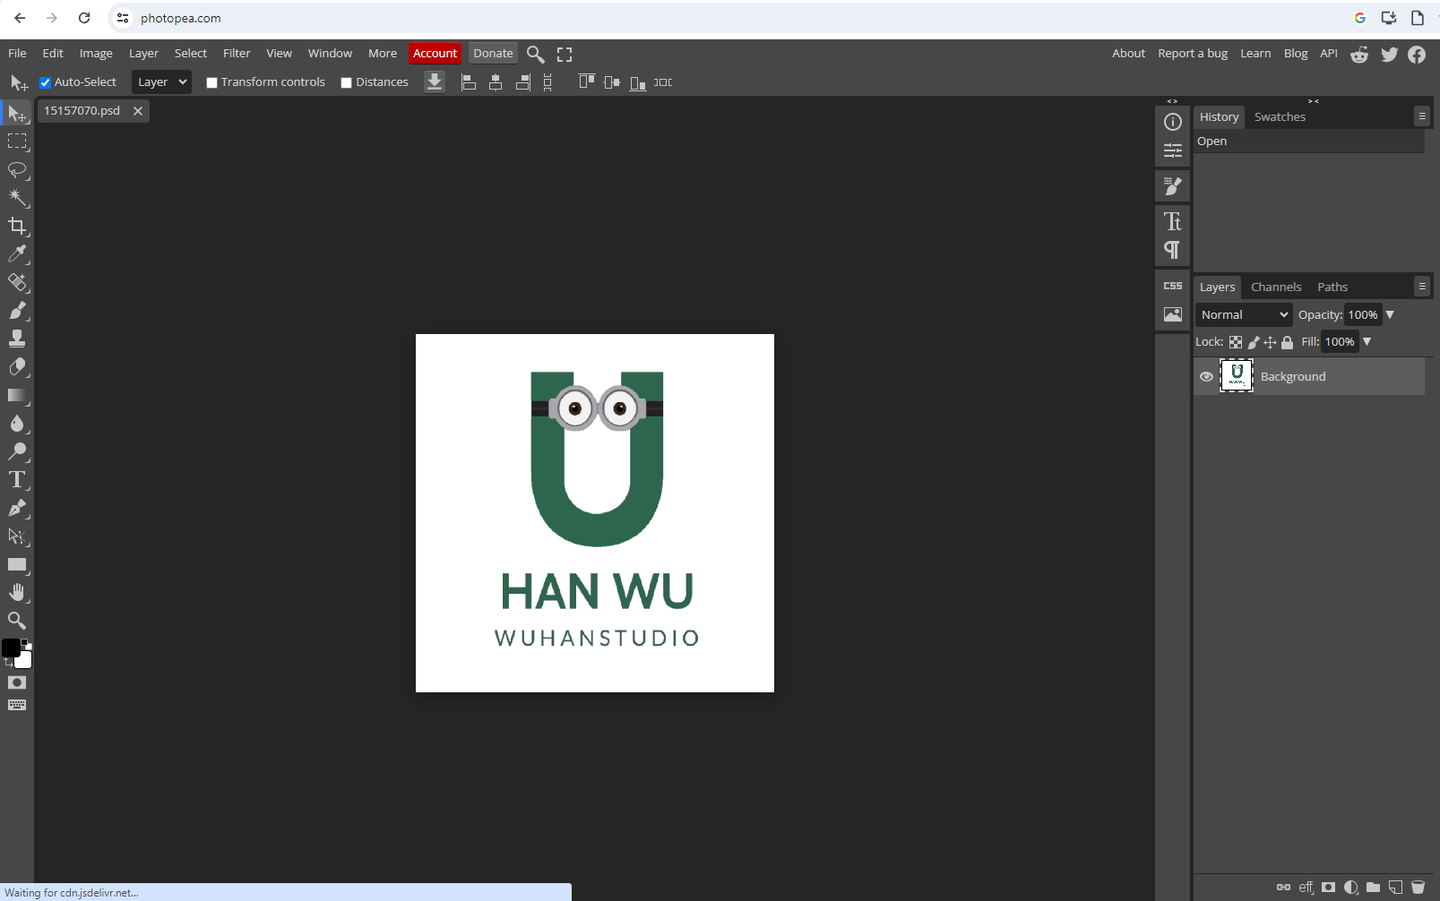 photopea.com
File Edit Image Layer Select Filter View Window More Account Donate About Report a bug Learn Blog API
Auto-Select Layer Transform controls Distances
15157070.psd
History Swatches
Open
Tt
Layers Channels Paths
CSS
Normal Opacity: 100%
Lock: Fill: 100%
Background
HAN WU
WUHANSTUDIO
T
eff
Waiting for cdn.jsdelivr.net...